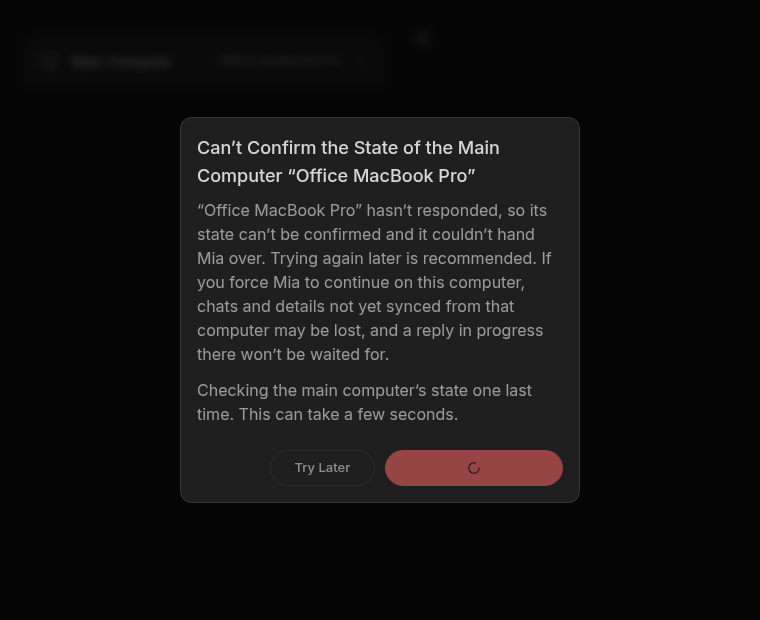 Main Computer
Can’t Confirm the State of the Main
Computer “Office MacBook Pro”
“Office MacBook Pro” hasn’t responded, so its
state can’t be confirmed and it couldn’t hand
Mia over. Trying again later is recommended. If
you force Mia to continue on this computer,
chats and details not yet synced from that
computer may be lost, and a reply in progress
there won’t be waited for.
Checking the main computer’s state one last
time. This can take a few seconds.
Try Later